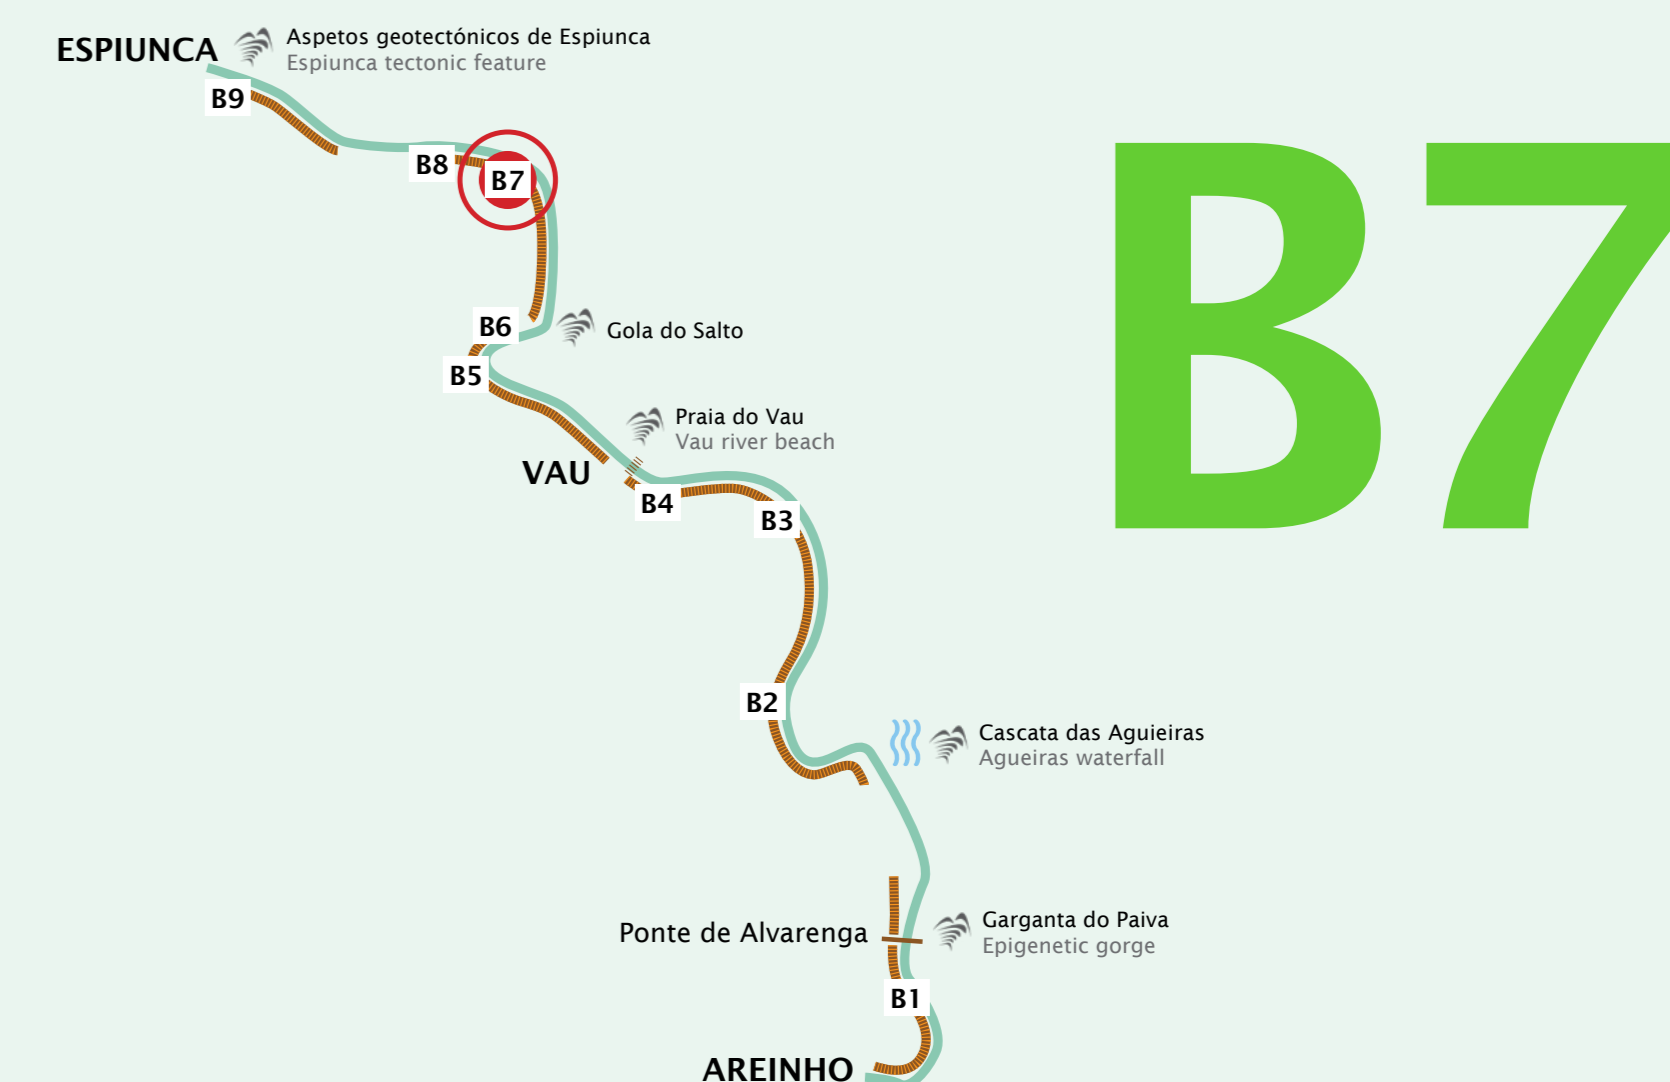 ESPIUNCA
Aspetos geotectónicos de Espiunca
Espiunca tectonic feature
B9
B8
B7
B7
B6
Gola do Salto
B5
Praia do Vau
Vau river beach
VAU
B4
B3
B2
Cascata das Aguieiras
Agueiras waterfall
Ponte de Alvarenga
Garganta do Paiva
Epigenetic gorge
B1
AREINHO